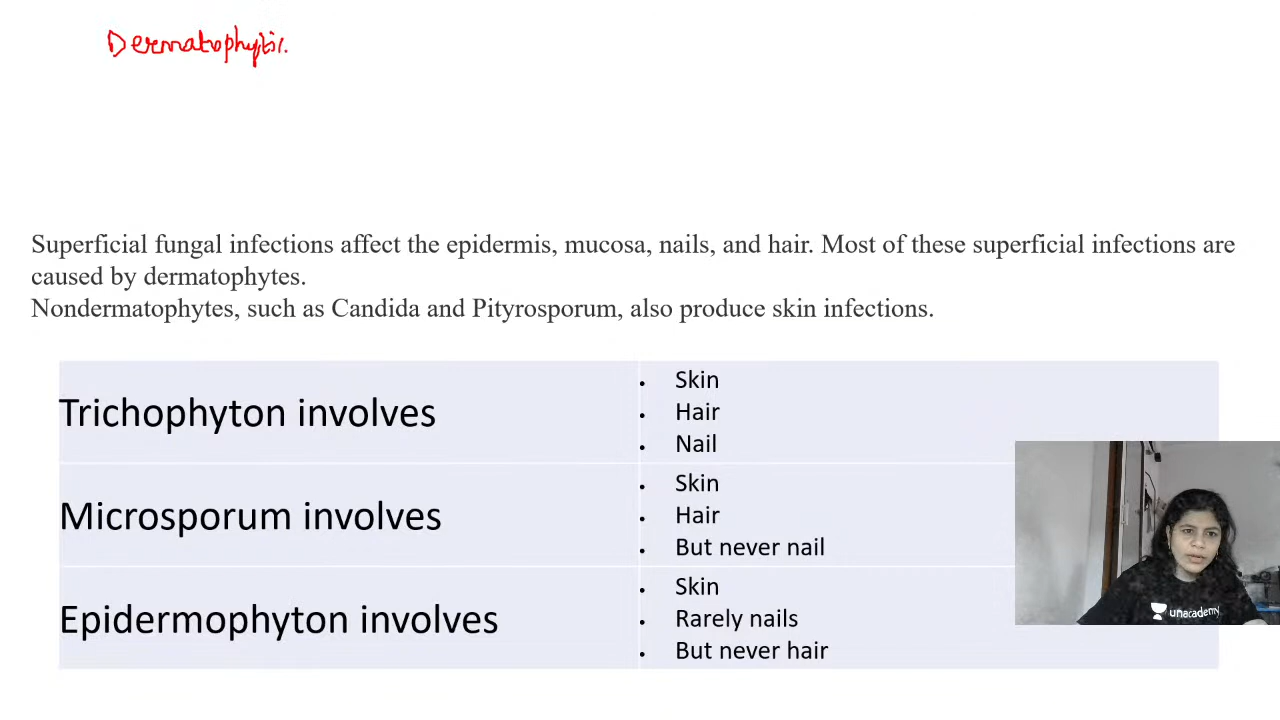 Dermatophytis.
Superficial fungal infections affect the epidermis, mucosa, nails, and hair. Most of these superficial infections are
caused by dermatophytes.
Nondermatophytes, such as Candida and Pityrosporum, also produce skin infections.
Trichophyton involves
• Skin
• Hair
• Nail
Microsporum involves
• Skin
• Hair
• But never nail
Epidermophyton involves
• Skin
• Rarely nails
• But never hair
unacademy